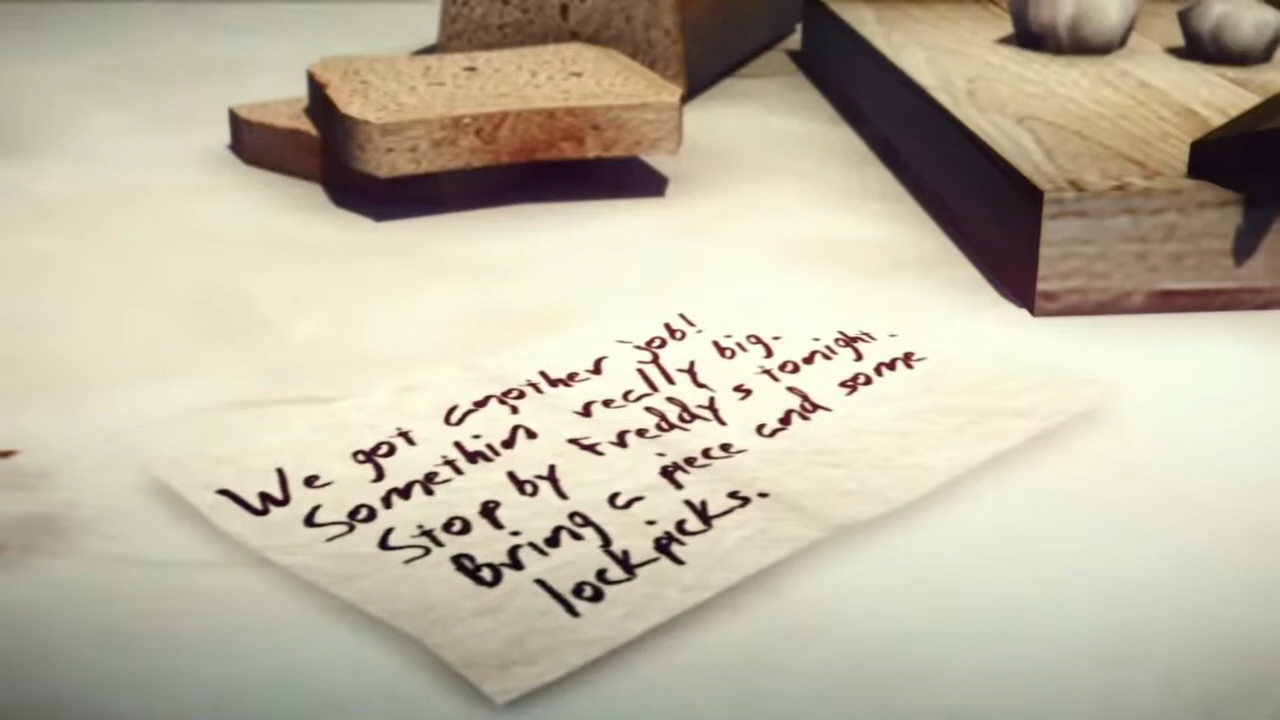 We got another job!
Somethin really big.
Stop by Freddy's tonight.
Bring a piece and some
lockpicks.